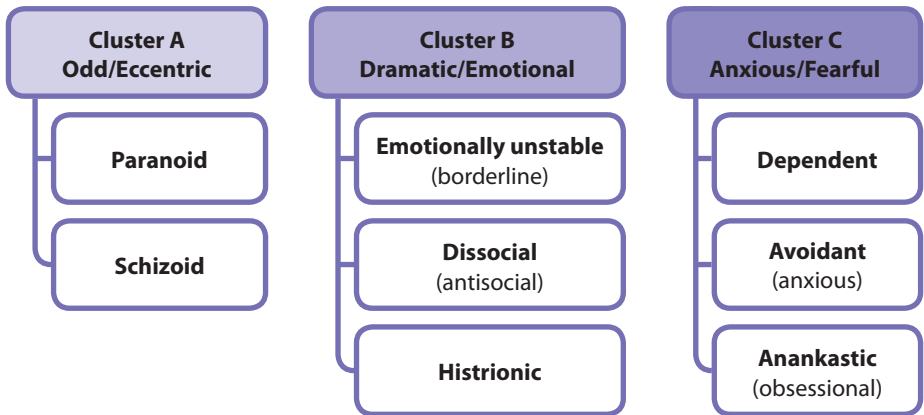 Cluster A
Odd/Eccentric
Paranoid
Schizoid
Cluster B
Dramatic/Emotional
Emotionally unstable
(borderline)
Dissocial
(antisocial)
Histrionic
Cluster C
Anxious/Fearful
Dependent
Avoidant
(anxious)
Anankastic
(obsessional)